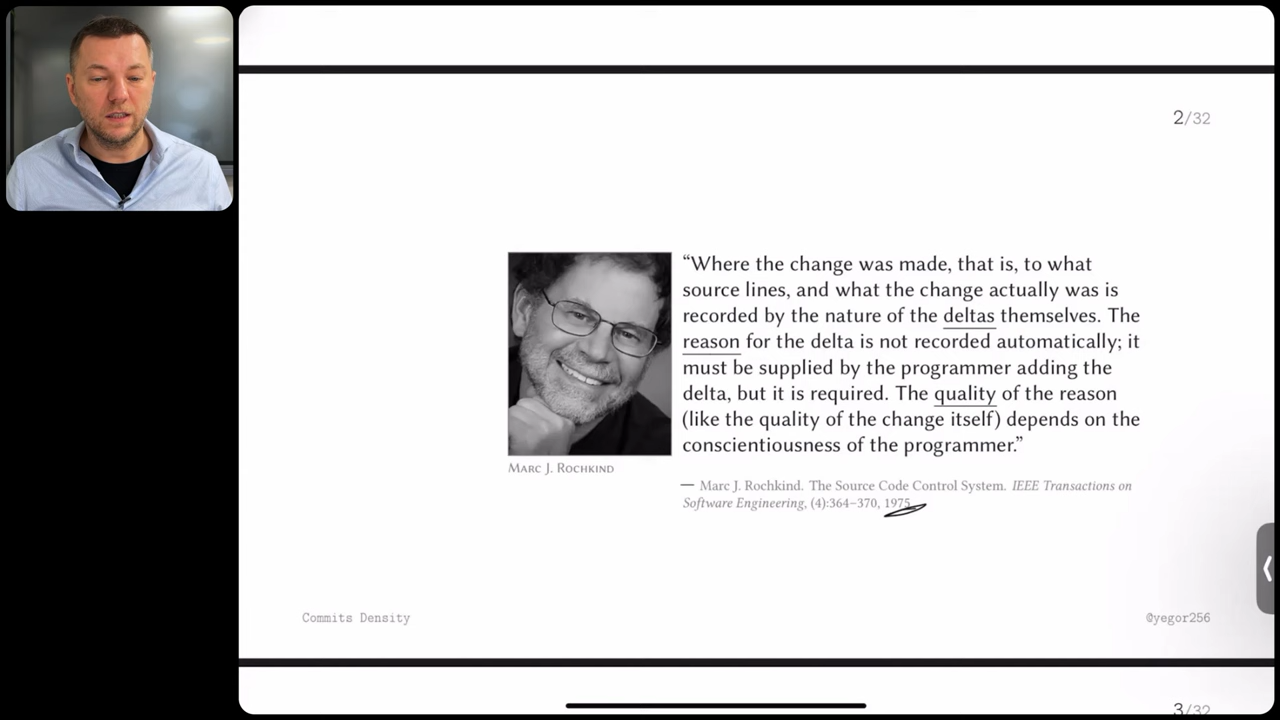 2/32
“Where the change was made, that is, to what
source lines, and what the change actually was is
recorded by the nature of the deltas themselves. The
reason for the delta is not recorded automatically; it
must be supplied by the programmer adding the
delta, but it is required. The quality of the reason
(like the quality of the change itself) depends on the
conscientiousness of the programmer.”
Marc J. Rochkind
— Marc J. Rochkind. The Source Code Control System. IEEE Transactions on
Software Engineering, (4):364–370, 1975.
Commits Density
@yegor256
3/32